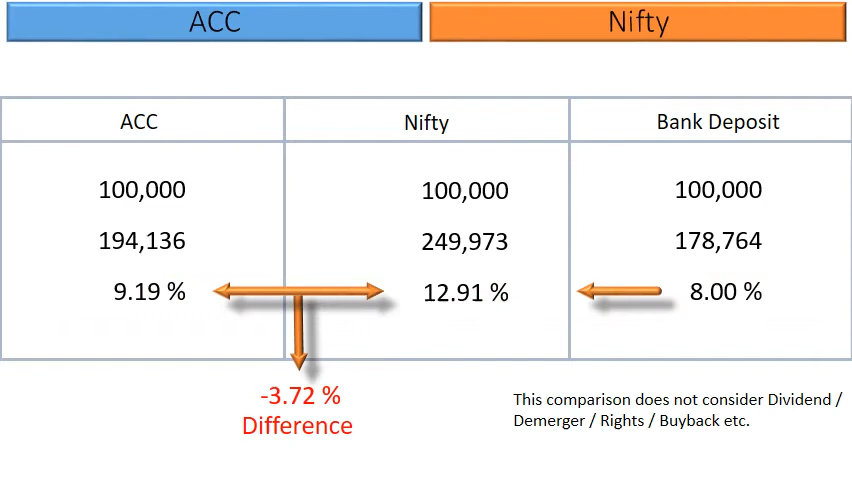 ACC Nifty
ACC Nifty Bank Deposit
100,000 100,000 100,000
194,136 249,973 178,764
9.19 % 12.91 % 8.00 %
-3.72 %
Difference
This comparison does not consider Dividend /
Demerger / Rights / Buyback etc.